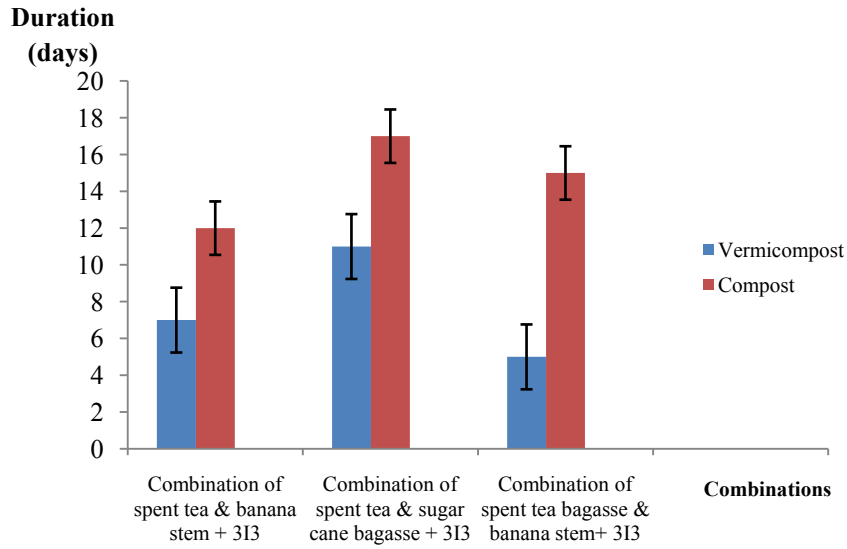 Duration
(days)
20
18
16
14
12
10
8
6
4
2
0
Vermicompost
Compost
Combination of
spent tea & banana
stem + 3I3
Combination of
spent tea & sugar
cane bagasse + 3I3
Combination of
spent tea bagasse &
banana stem+ 3I3
Combinations